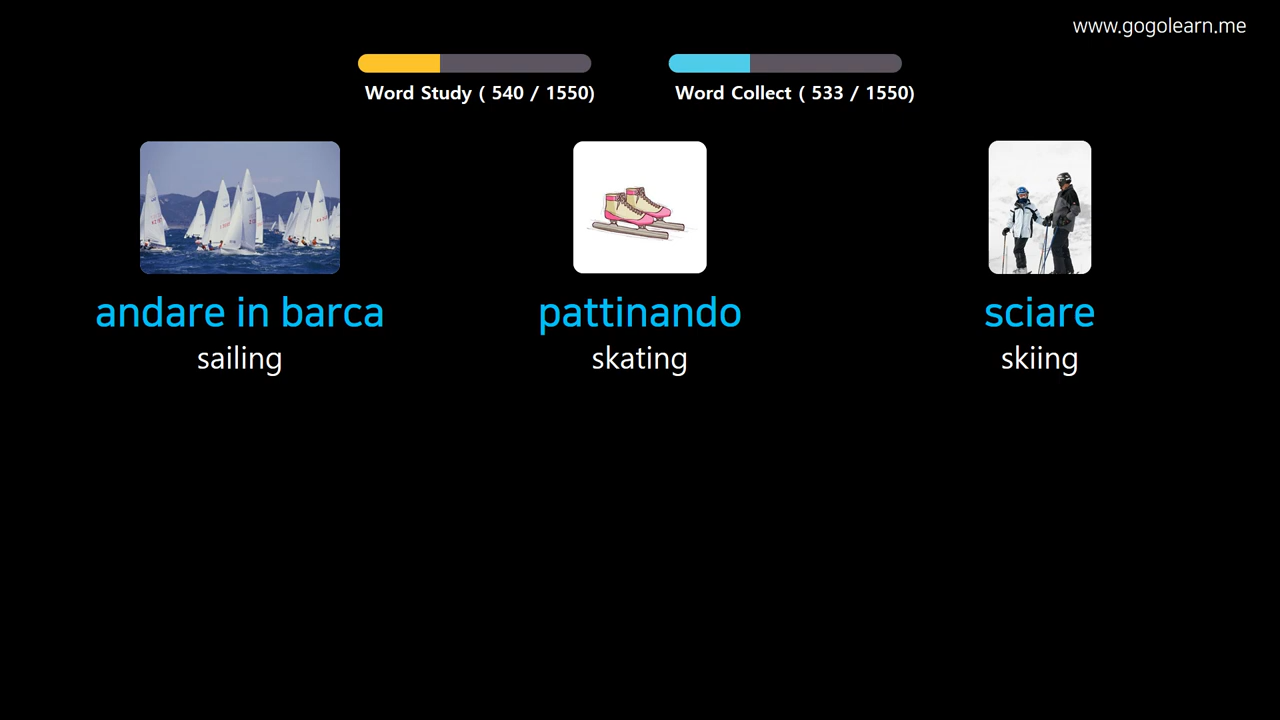 www.gogolearn.me
Word Study ( 540 / 1550)
Word Collect ( 533 / 1550)
andare in barca
pattinando
sciare
sailing
skating
skiing